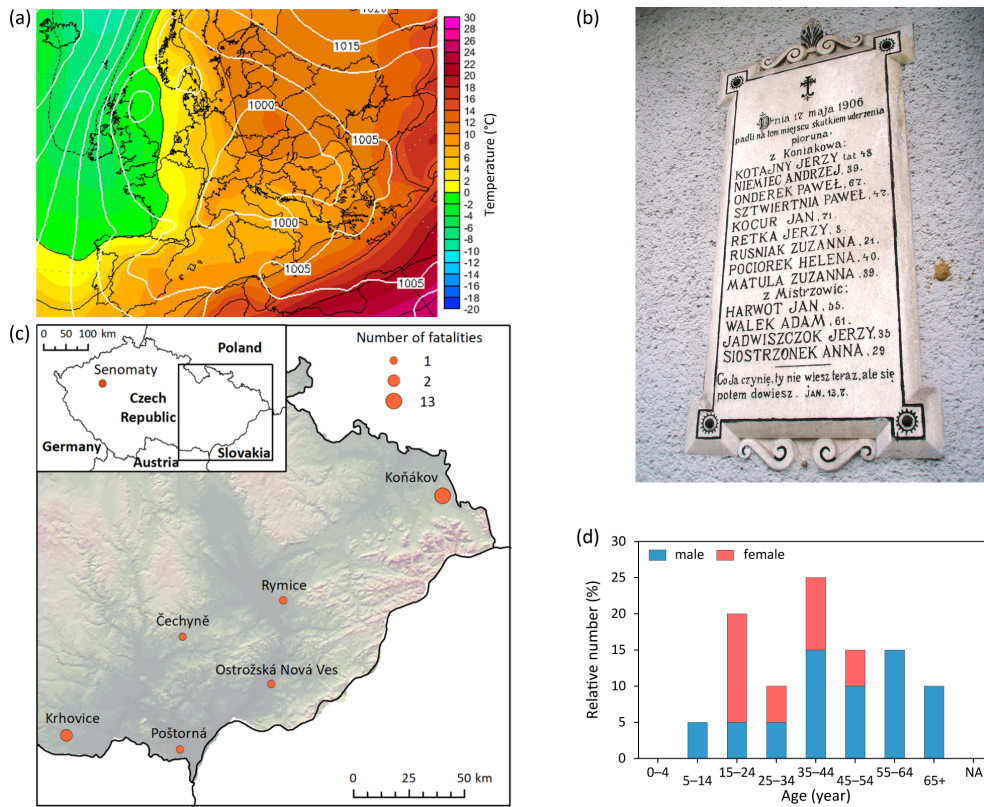 (a)
1020
1015
1000
1005
1000
1005
1005
30
28
26
24
22
20
18
16
14
12
10
8
6
4
2
0
-2
-4
-6
-8
-10
-12
-14
-16
-18
-20
Temperature (°C)
(b)
Dnia 17 maja 1906
padli na tem miejscu skutkiem uderzenia
pioruna.
z Koniakowa:
KOTAJNY JERZY lat 48
NIEMIEC ANDRZEJ, 39.
ONDEREK PAWEŁ, 67.
SZTWIERTNIA PAWEŁ, 47.
KOCUR JAN, 71.
RETKA JERZY, 8.
RUSNIAK ZUZANNA, 21.
POCIOREK HELENA, 40.
MATULA ZUZANNA, 39.
z Mistrzowic:
HARWOT JAN, 55.
WALEK ADAM, 61.
JADWISZCZOK JERZY, 35
SIOSTRZONEK ANNA, 29
Co Ja czynię, ty nie wiesz teraz, ale się
potem dowiesz. JAN. 13.7.
(c)
0 50 100 km
Poland
Senomaty
Czech
Republic
Germany
Austria
Slovakia
Number of fatalities
1
2
13
Koňákov
Rymice
Čechyně
Ostrožská Nová Ves
Krhovice
Poštorná
0 25 50 km
(d)
male female
Relative number (%)
30
25
20
15
10
5
0
0–4 5–14 15–24 25–34 35–44 45–54 55–64 65+ NA
Age (year)